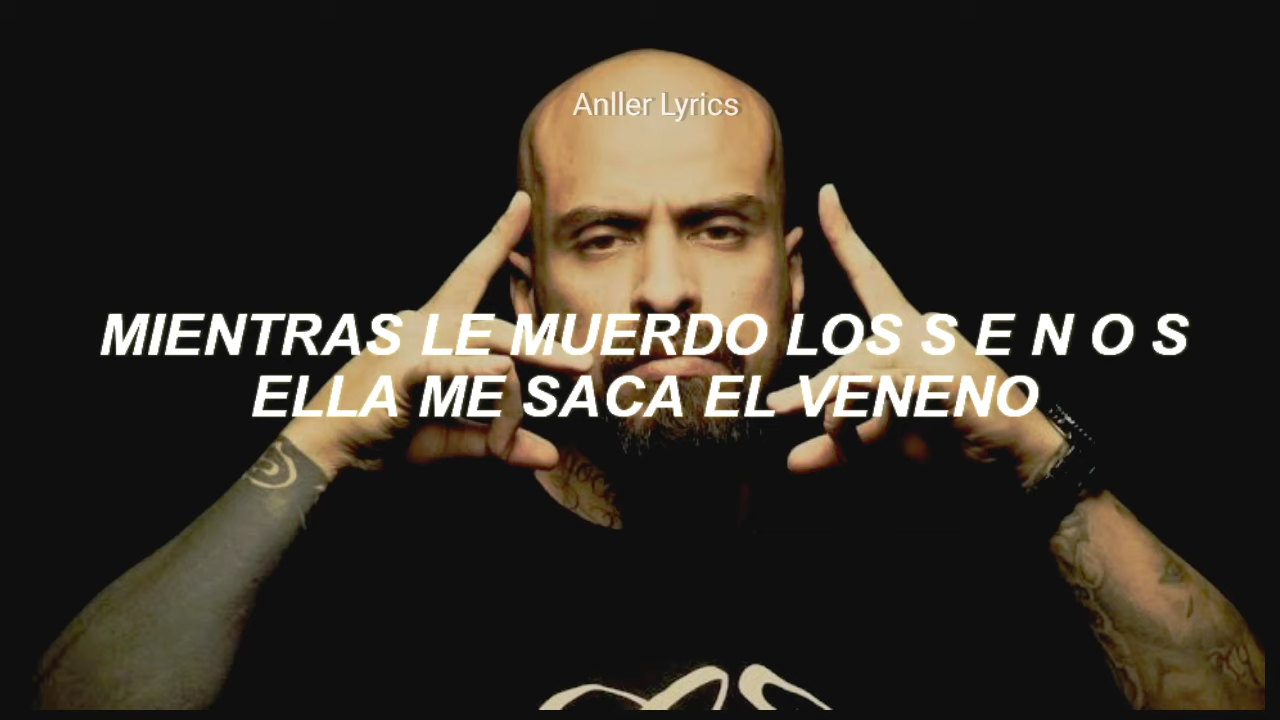 Anller Lyrics
MIENTRAS LE MUERDO LOS S E N O S
ELLA ME SACA EL VENENO